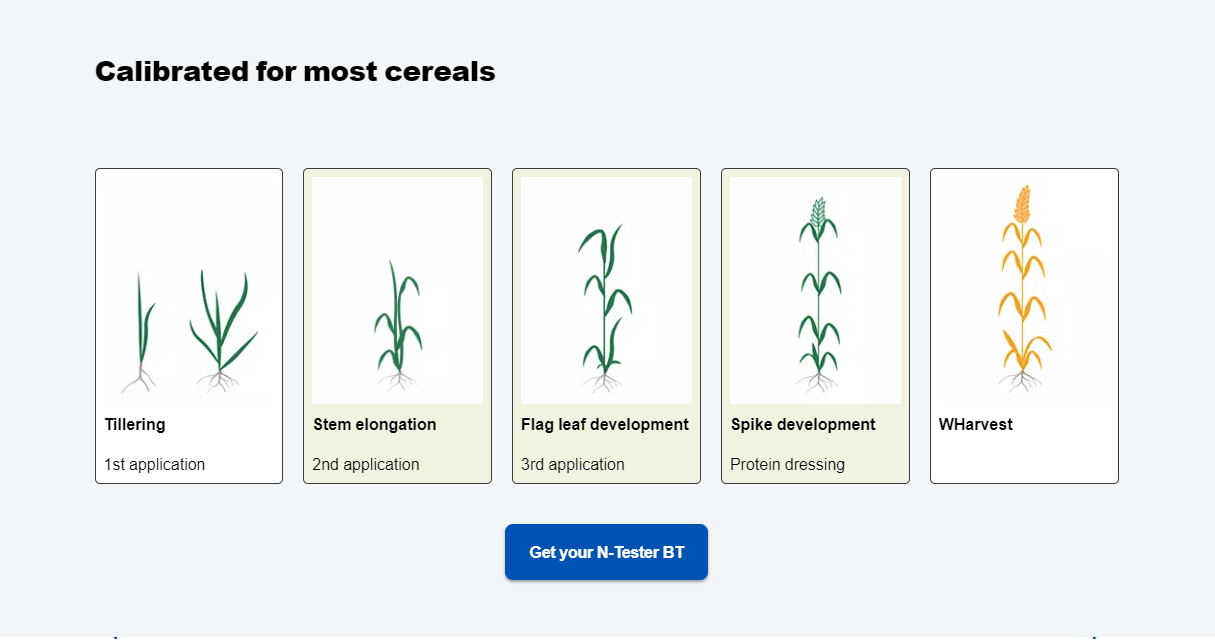 Calibrated for most cereals
Tillering
1st application
Stem elongation
2nd application
Flag leaf development
3rd application
Spike development
Protein dressing
WHarvest
Get your N-Tester BT